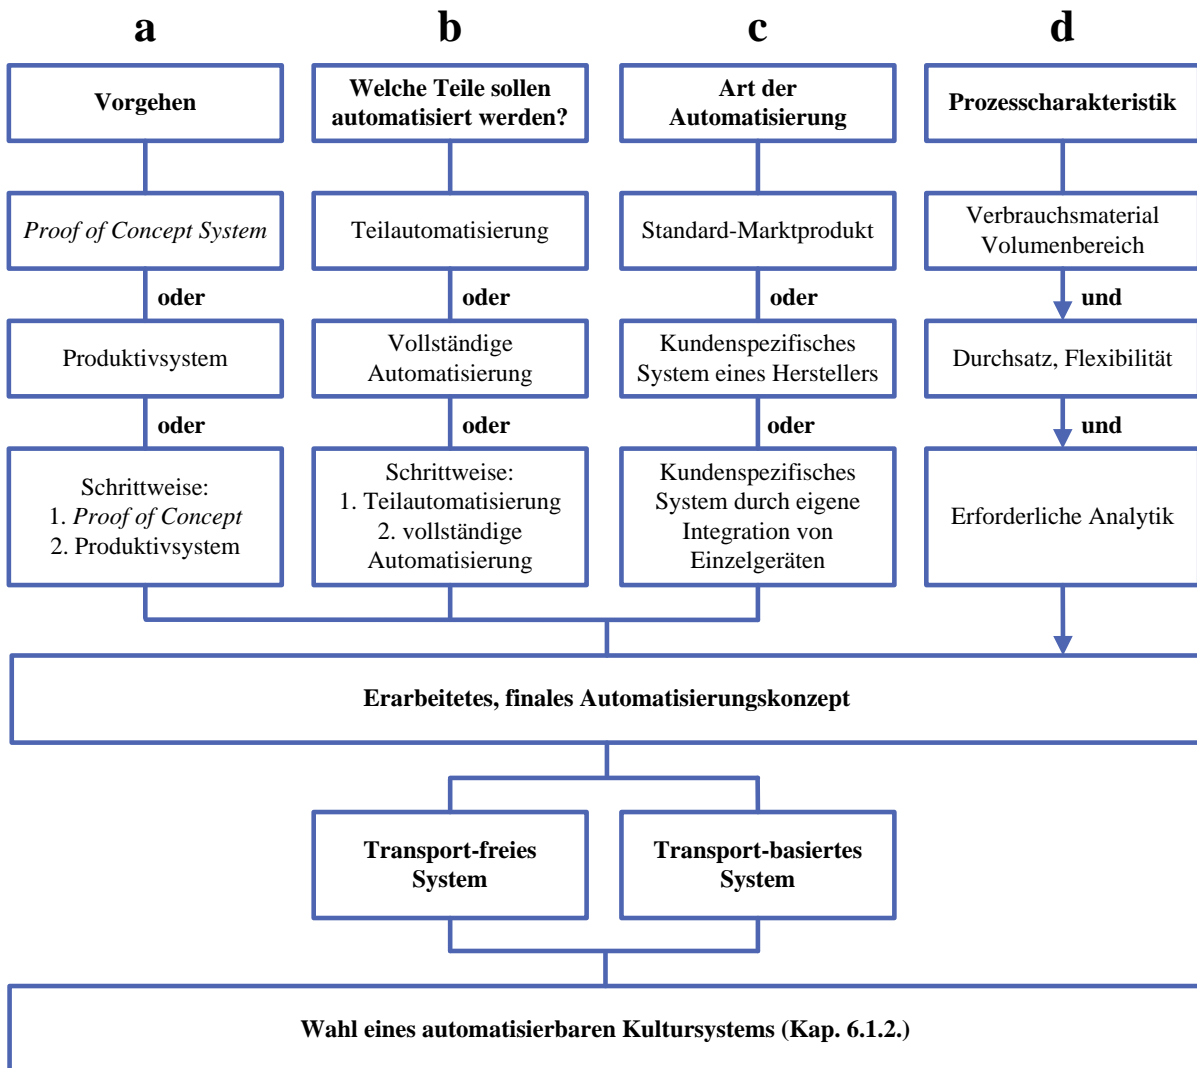 a
b
c
d
Vorgehen
Welche Teile sollen
automatisiert werden?
Art der
Automatisierung
Prozesscharakteristik
Proof of Concept System
Teilautomatisierung
Standard-Marktprodukt
Verbrauchsmaterial
Volumenbereich
oder
oder
oder
und
Produktivsystem
Vollständige
Automatisierung
Kundenspezifisches
System eines Herstellers
Durchsatz, Flexibilität
oder
oder
oder
und
Schrittweise:
1. Proof of Concept
2. Produktivsystem
Schrittweise:
1. Teilautomatisierung
2. vollständige
Automatisierung
Kundenspezifisches
System durch eigene
Integration von
Einzelgeräten
Erforderliche Analytik
Erarbeitetes, finales Automatisierungskonzept
Transport-freies
System
Transport-basiertes
System
Wahl eines automatisierbaren Kultursystems (Kap. 6.1.2.)